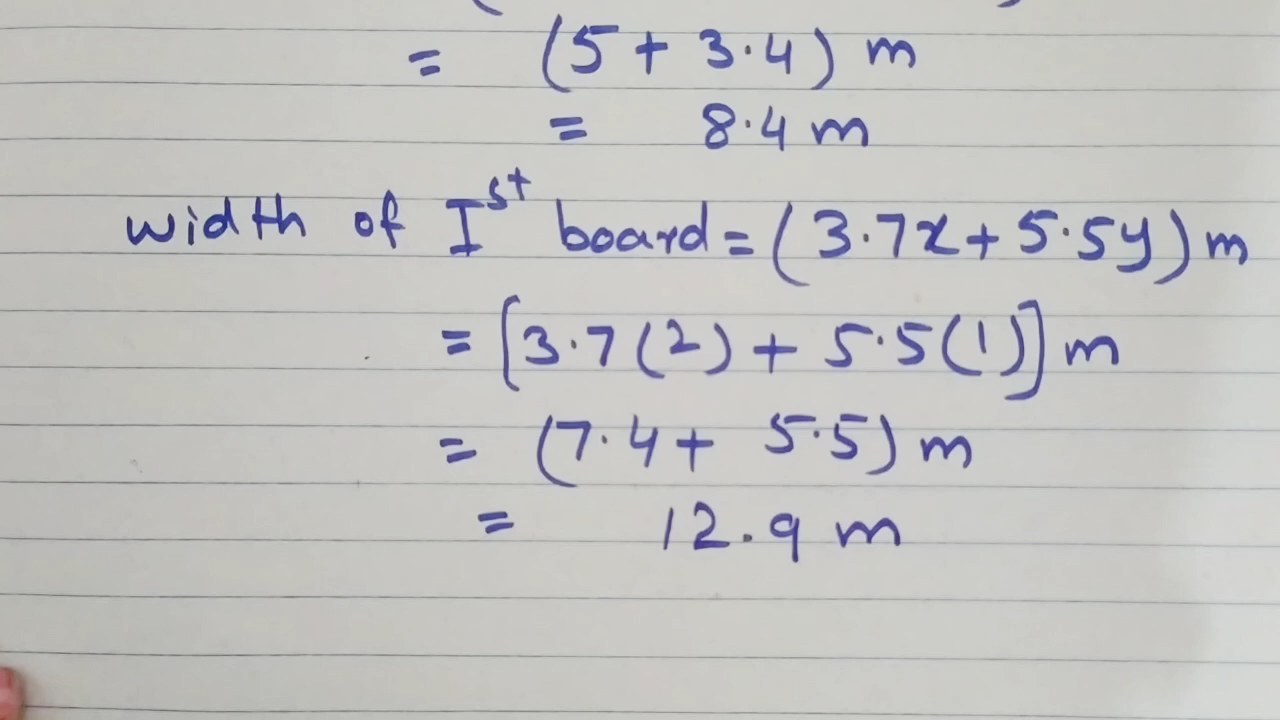 = (5 + 3.4) m
= 8.4 m
width of Ist board = (3.7x + 5.5y) m
= [3.7(2) + 5.5(1)] m
= (7.4 + 5.5) m
= 12.9 m